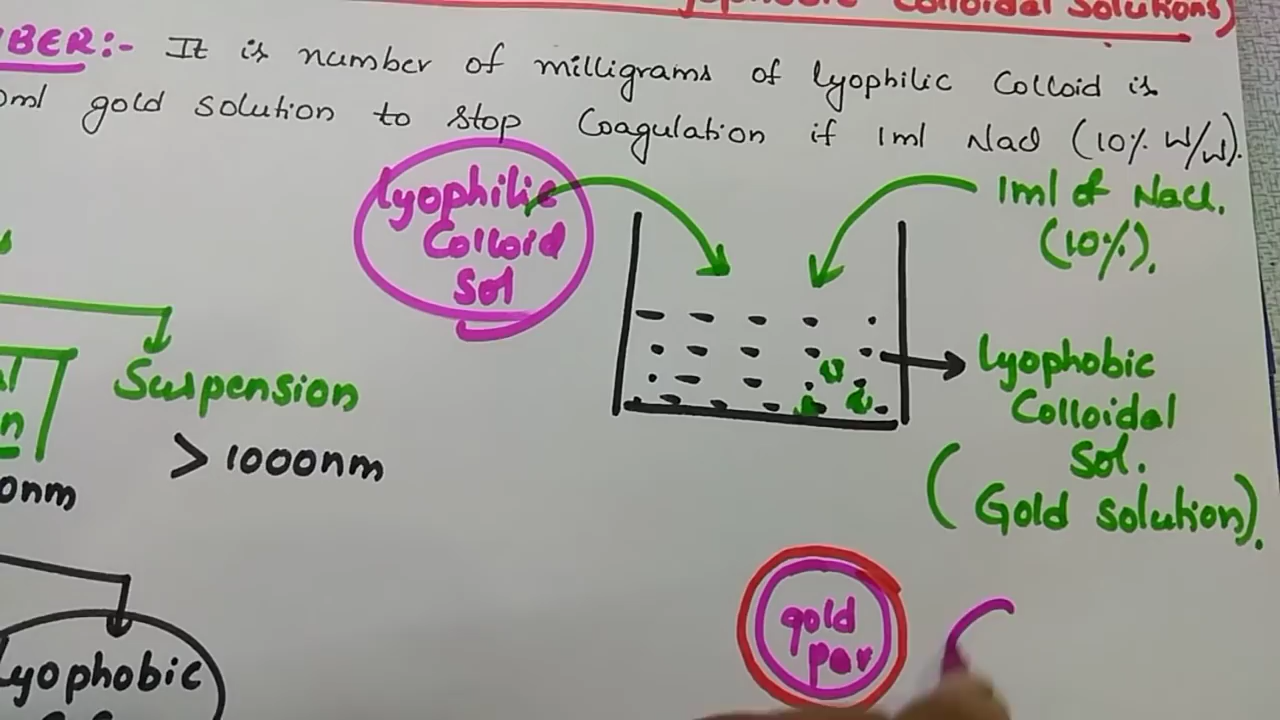 Colloidal Solutions)
BER:- It is number of milligrams of lyophilic Colloid is
0ml gold solution to stop Coagulation if 1ml Nacl (10% W/W).
lyophilic
Colloid
Sol
1ml of Nacl.
(10%).
Lyophobic
Colloidal
Sol.
(Gold solution).
Suspension
> 1000nm
n
0nm
gold
par
Lyophobic